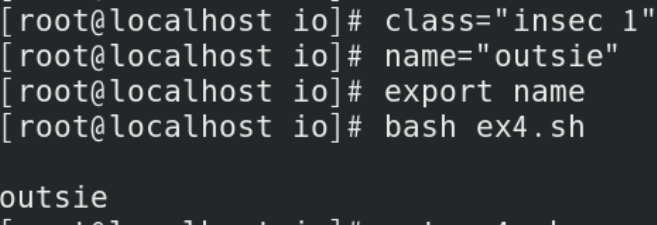 [root@localhost io]# class="insec 1"
[root@localhost io]# name="outsie"
[root@localhost io]# export name
[root@localhost io]# bash ex4.sh
outsie